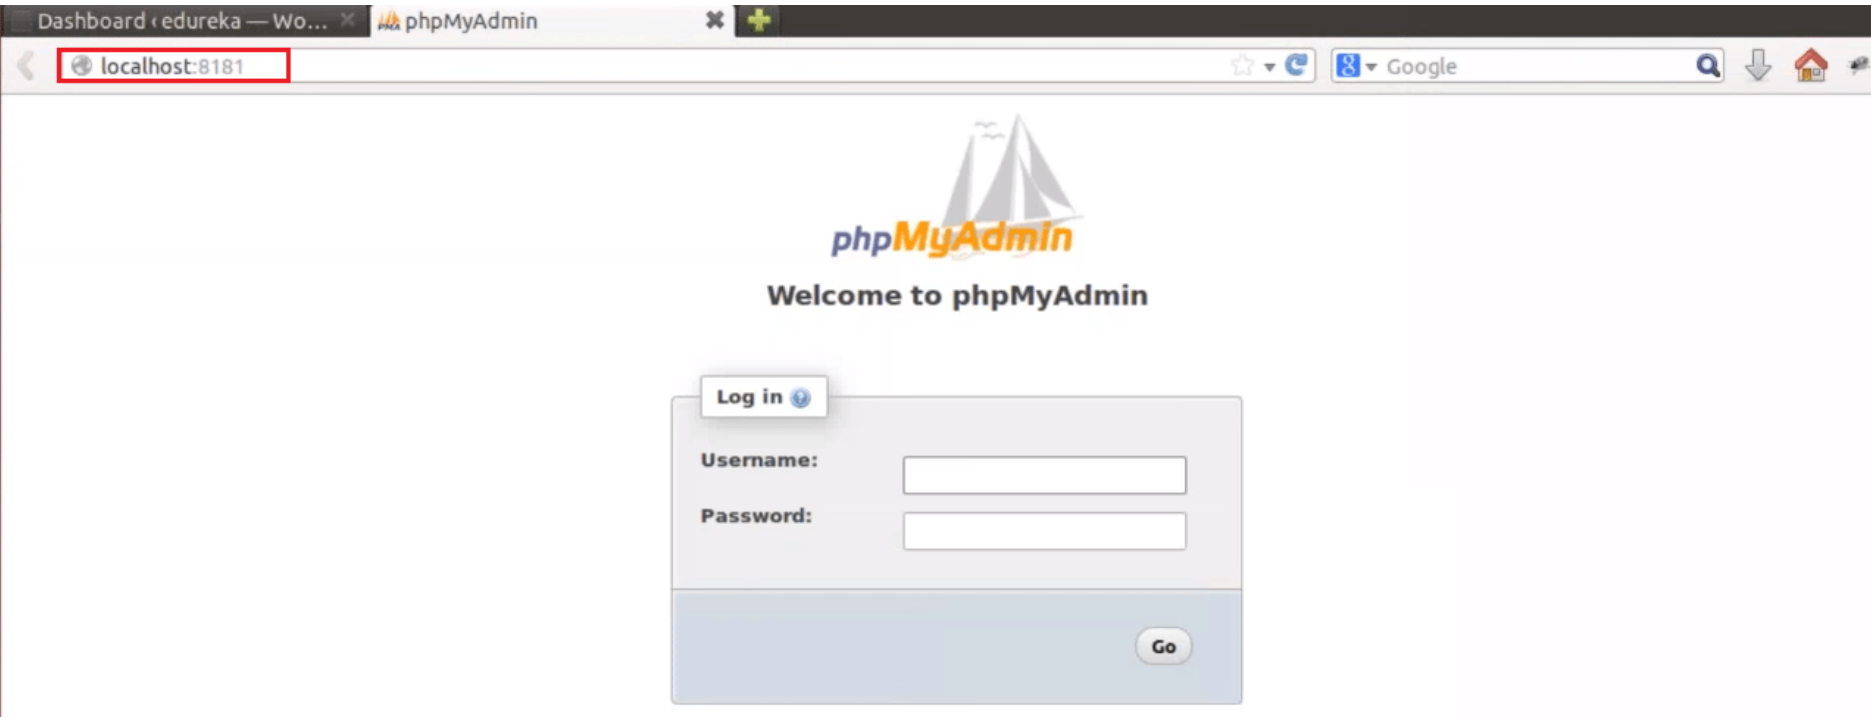 Dashboard ‹ edureka — Wo... phpMyAdmin
localhost:8181 Google
phpMyAdmin
Welcome to phpMyAdmin
Log in
Username:
Password:
Go